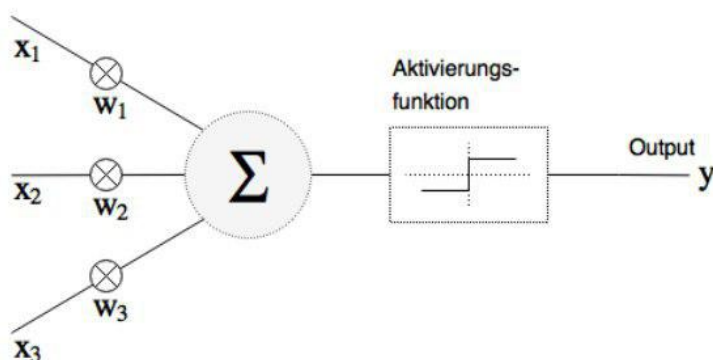 x₁
w₁
x₂
w₂
x₃
w₃
Σ
Aktivierungs-
funktion
Output
y